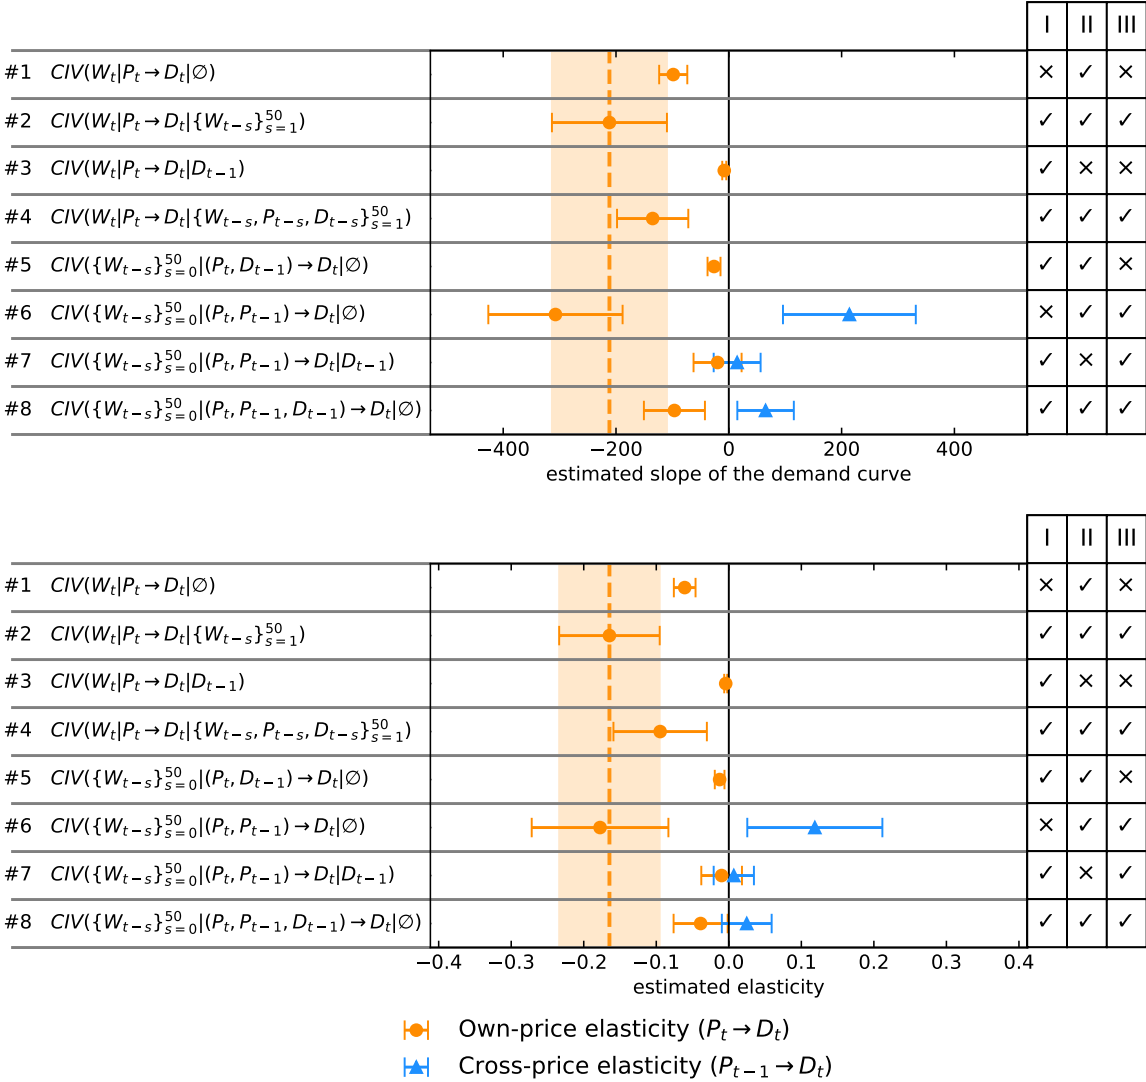 I II III
#1 CIV(W_t|P_t → D_t|∅) × ✓ ×
#2 CIV(W_t|P_t → D_t|{W_{t−s}}_{s=1}^{50}) ✓ ✓ ✓
#3 CIV(W_t|P_t → D_t|D_{t−1}) ✓ × ×
#4 CIV(W_t|P_t → D_t|{W_{t−s}, P_{t−s}, D_{t−s}}_{s=1}^{50}) ✓ ✓ ✓
#5 CIV({W_{t−s}}_{s=0}^{50}|(P_t, D_{t−1}) → D_t|∅) ✓ ✓ ×
#6 CIV({W_{t−s}}_{s=0}^{50}|(P_t, P_{t−1}) → D_t|∅) × ✓ ✓
#7 CIV({W_{t−s}}_{s=0}^{50}|(P_t, P_{t−1}) → D_t|D_{t−1}) ✓ × ✓
#8 CIV({W_{t−s}}_{s=0}^{50}|(P_t, P_{t−1}, D_{t−1}) → D_t|∅) ✓ ✓ ✓
−400 −200 0 200 400
estimated slope of the demand curve
I II III
#1 CIV(W_t|P_t → D_t|∅) × ✓ ×
#2 CIV(W_t|P_t → D_t|{W_{t−s}}_{s=1}^{50}) ✓ ✓ ✓
#3 CIV(W_t|P_t → D_t|D_{t−1}) ✓ × ×
#4 CIV(W_t|P_t → D_t|{W_{t−s}, P_{t−s}, D_{t−s}}_{s=1}^{50}) ✓ ✓ ✓
#5 CIV({W_{t−s}}_{s=0}^{50}|(P_t, D_{t−1}) → D_t|∅) ✓ ✓ ×
#6 CIV({W_{t−s}}_{s=0}^{50}|(P_t, P_{t−1}) → D_t|∅) × ✓ ✓
#7 CIV({W_{t−s}}_{s=0}^{50}|(P_t, P_{t−1}) → D_t|D_{t−1}) ✓ × ✓
#8 CIV({W_{t−s}}_{s=0}^{50}|(P_t, P_{t−1}, D_{t−1}) → D_t|∅) ✓ ✓ ✓
−0.4 −0.3 −0.2 −0.1 0.0 0.1 0.2 0.3 0.4
estimated elasticity
Own-price elasticity (P_t → D_t)
Cross-price elasticity (P_{t−1} → D_t)